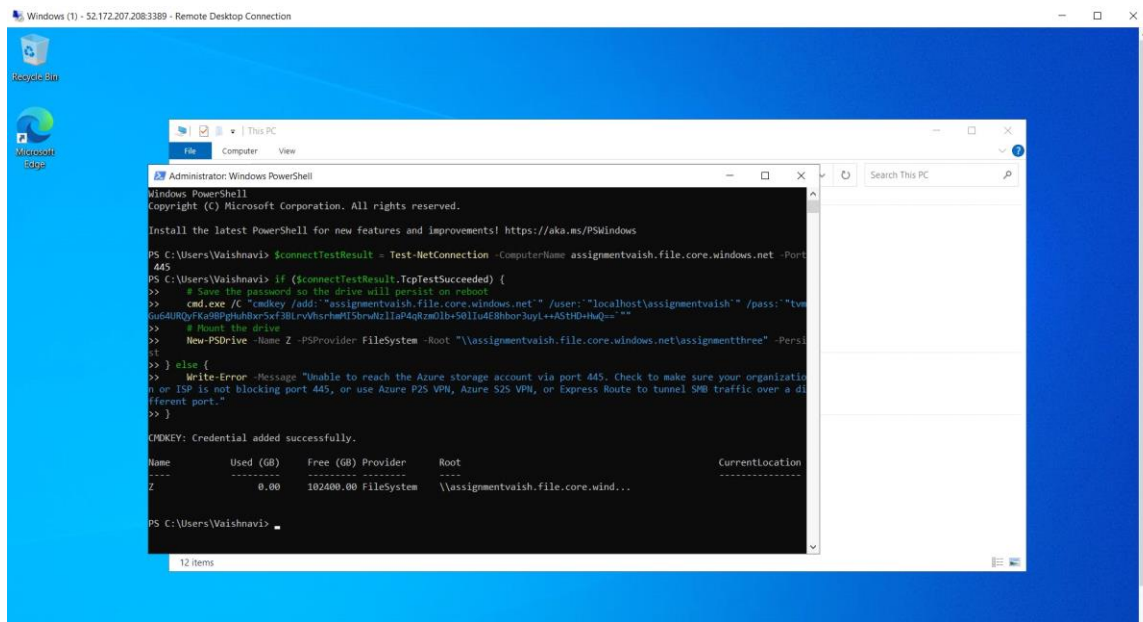 Windows (1) - 52.172.207.208:3389 - Remote Desktop Connection
Recycle Bin
Microsoft
Edge
This PC
File Computer View
Search This PC
Administrator: Windows PowerShell
Windows PowerShell
Copyright (C) Microsoft Corporation. All rights reserved.
Install the latest PowerShell for new features and improvements! https://aka.ms/PSWindows
PS C:\Users\Vaishnavi> $connectTestResult = Test-NetConnection -ComputerName assignmentvaish.file.core.windows.net -Port
445
PS C:\Users\Vaishnavi> if ($connectTestResult.TcpTestSucceeded) {
>> # Save the password so the drive will persist on reboot
>> cmd.exe /C "cmdkey /add:`"assignmentvaish.file.core.windows.net`" /user:`"localhost\assignmentvaish`" /pass:`"
>> # Mount the drive
>> New-PSDrive -Name Z -PSProvider FileSystem -Root "\\assignmentvaish.file.core.windows.net\assignmentthree" -Persi
st
>> } else {
>> Write-Error -Message "Unable to reach the Azure storage account via port 445. Check to make sure your organizatio
n or ISP is not blocking port 445, or use Azure P2S VPN, Azure S2S VPN, or Express Route to tunnel SMB traffic over a di
fferent port."
>> }
CMDKEY: Credential added successfully.
Name Used (GB) Free (GB) Provider Root CurrentLocation
---- --------- --------- -------- ---- ---------------
Z 0.00 102400.00 FileSystem \\assignmentvaish.file.core.wind...
PS C:\Users\Vaishnavi>
12 items